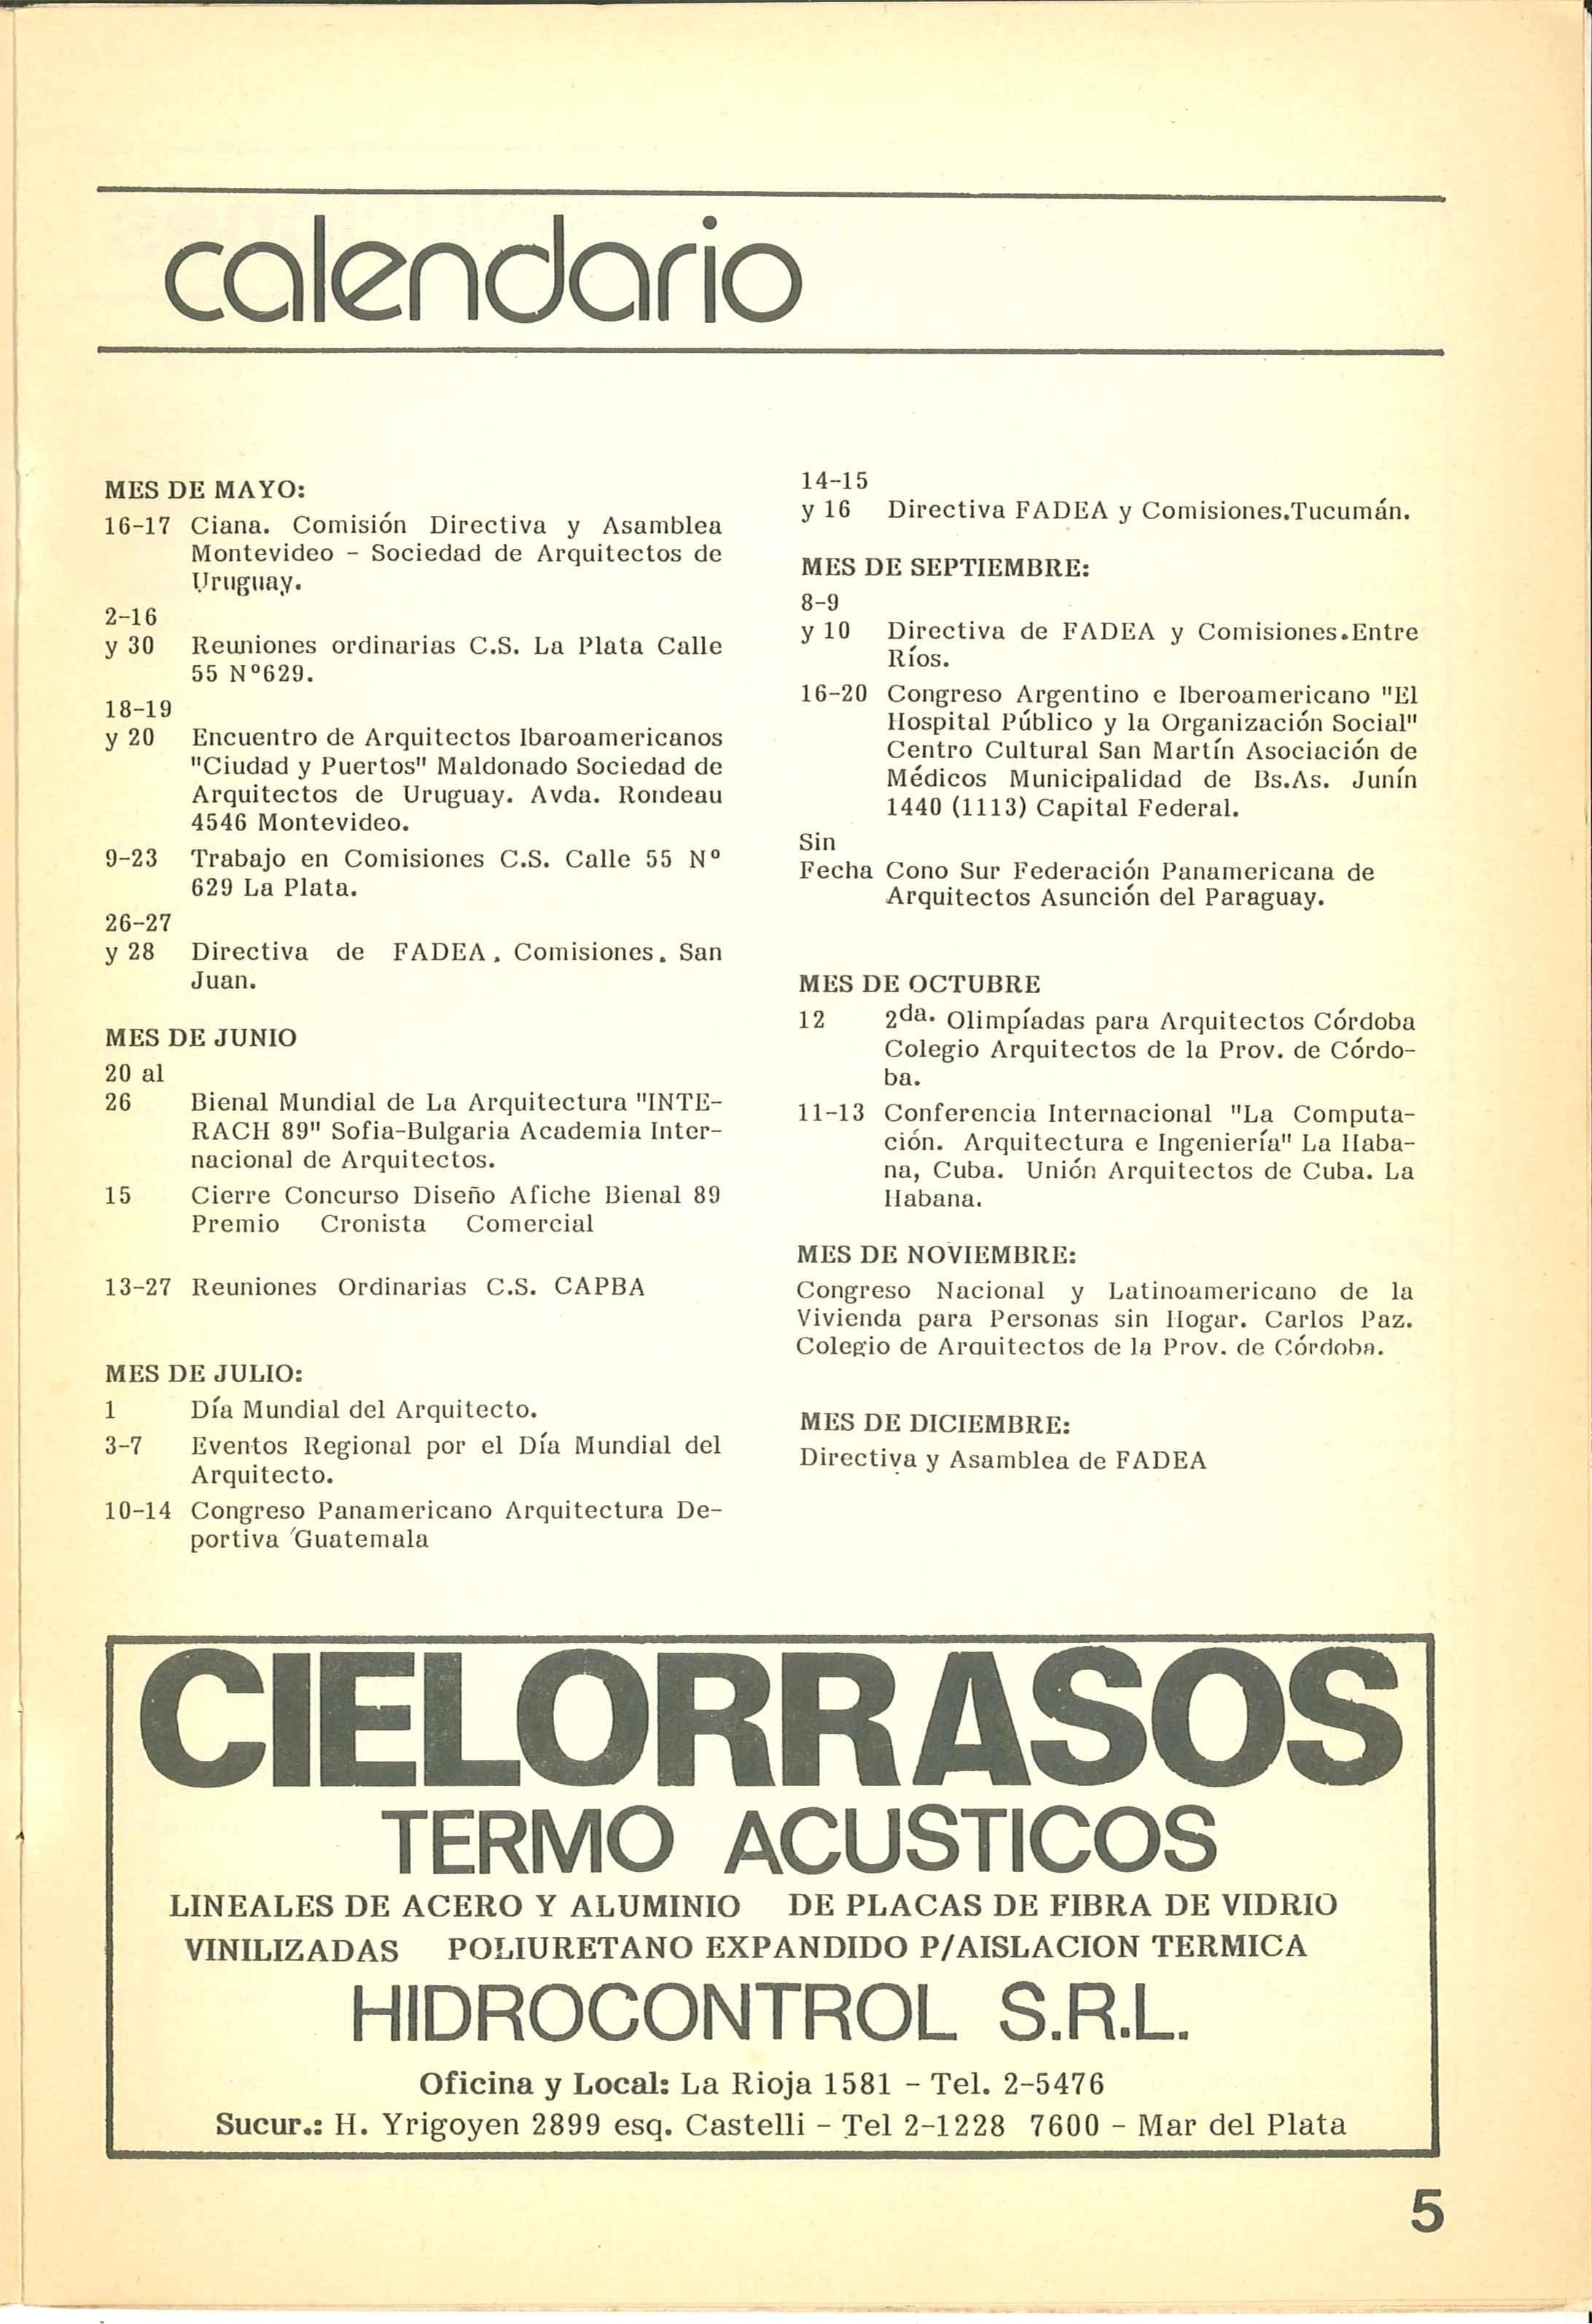 calendario
MES DE MAYO:
16-17 Ciana. Comisión Directiva y Asamblea
Montevideo - Sociedad de Arquitectos de
Uruguay.
2-16
y 30 Reuniones ordinarias C.S. La Plata Calle
55 Nº629.
18-19
y 20 Encuentro de Arquitectos Ibaroamericanos
"Ciudad y Puertos" Maldonado Sociedad de
Arquitectos de Uruguay. Avda. Rondeau
4546 Montevideo.
9-23 Trabajo en Comisiones C.S. Calle 55 Nº
629 La Plata.
26-27
y 28 Directiva de FADEA. Comisiones. San
Juan.
MES DE JUNIO
20 al
26 Bienal Mundial de La Arquitectura "INTE-
RACH 89" Sofia-Bulgaria Academia Inter-
nacional de Arquitectos.
15 Cierre Concurso Diseño Afiche Bienal 89
Premio Cronista Comercial
13-27 Reuniones Ordinarias C.S. CAPBA
MES DE JULIO:
1 Día Mundial del Arquitecto.
3-7 Eventos Regional por el Día Mundial del
Arquitecto.
10-14 Congreso Panamericano Arquitectura De-
portiva Guatemala
14-15
y 16 Directiva FADEA y Comisiones.Tucumán.
MES DE SEPTIEMBRE:
8-9
y 10 Directiva de FADEA y Comisiones.Entre
Ríos.
16-20 Congreso Argentino e Iberoamericano "El
Hospital Público y la Organización Social"
Centro Cultural San Martín Asociación de
Médicos Municipalidad de Bs.As. Junín
1440 (1113) Capital Federal.
Sin
Fecha Cono Sur Federación Panamericana de
Arquitectos Asunción del Paraguay.
MES DE OCTUBRE
12 2da. Olimpíadas para Arquitectos Córdoba
Colegio Arquitectos de la Prov. de Córdo-
ba.
11-13 Conferencia Internacional "La Computa-
ción. Arquitectura e Ingeniería" La Haba-
na, Cuba. Unión Arquitectos de Cuba. La
Habana.
MES DE NOVIEMBRE:
Congreso Nacional y Latinoamericano de la
Vivienda para Personas sin Hogar. Carlos Paz.
Colegio de Arquitectos de la Prov. de Córdoba.
MES DE DICIEMBRE:
Directiva y Asamblea de FADEA
CIELORRASOS
TERMO ACUSTICOS
LINEALES DE ACERO Y ALUMINIO DE PLACAS DE FIBRA DE VIDRIO
VINILIZADAS POLIURETANO EXPANDIDO P/AISLACION TERMICA
HIDROCONTROL S.R.L.
Oficina y Local: La Rioja 1581 - Tel. 2-5476
Sucur.: H. Yrigoyen 2899 esq. Castelli - Tel 2-1228 7600 - Mar del Plata
5